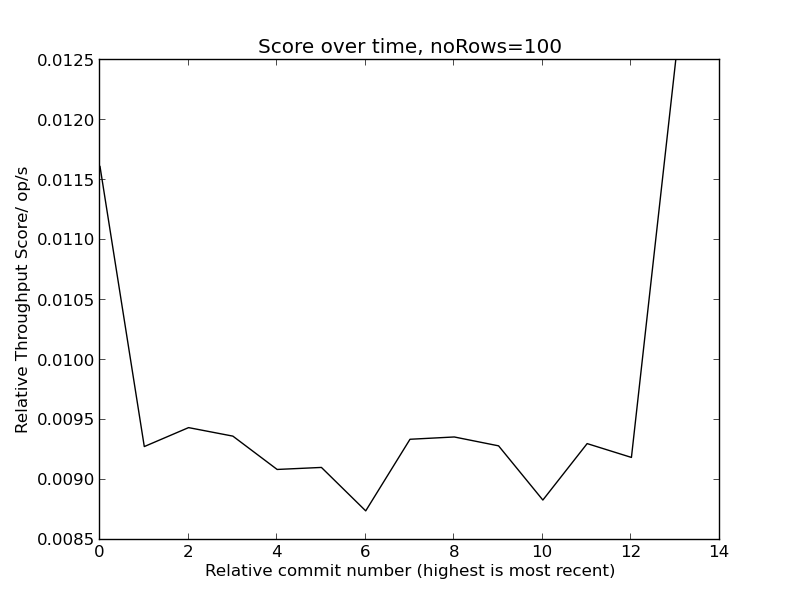 Score over time, noRows=100
0.0125
0.0120
0.0115
0.0110
0.0105
0.0100
0.0095
0.0090
0.0085
Relative Throughput Score/ op/s
0 2 4 6 8 10 12 14
Relative commit number (highest is most recent)